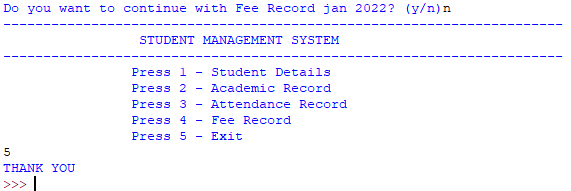 Do you want to continue with Fee Record jan 2022? (y/n)n
----------------------------------------------------------------------
STUDENT MANAGEMENT SYSTEM
----------------------------------------------------------------------
Press 1 - Student Details
Press 2 - Academic Record
Press 3 - Attendance Record
Press 4 - Fee Record
Press 5 - Exit
5
THANK YOU
>>>